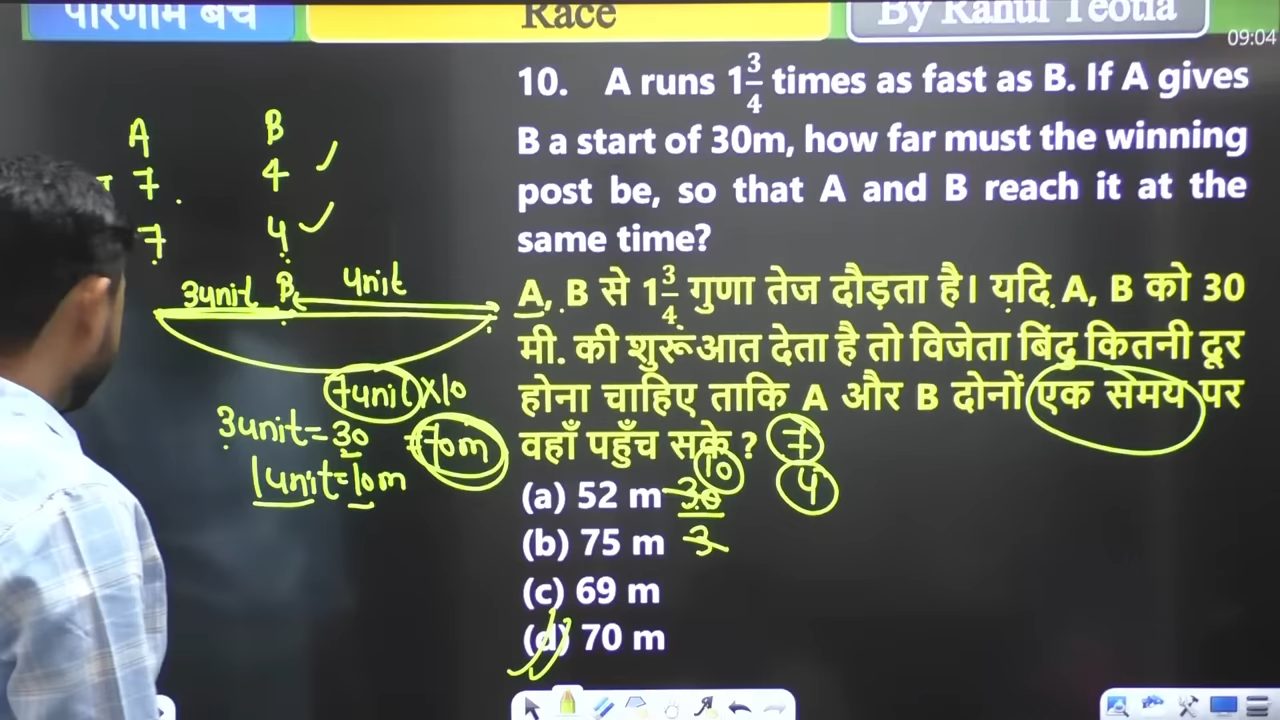 परिणाम बैच
Race
By Rahul Teotia
09:04
10. A runs 1 3/4 times as fast as B. If A gives
B a start of 30m, how far must the winning
post be, so that A and B reach it at the
same time?
A, B से 1 3/4 गुणा तेज दौड़ता है। यदि A, B को 30
मी. की शुरूआत देता है तो विजेता बिंदु कितनी दूर
होना चाहिए ताकि A और B दोनों एक समय पर
वहाँ पहुँच सके ?
(a) 52 m
(b) 75 m
(c) 69 m
(d) 70 m
A B
7 4
7 4
3unit B 4unit
7unit×10
3unit=30 =70m
1unit=10m
7
4
10
30
3